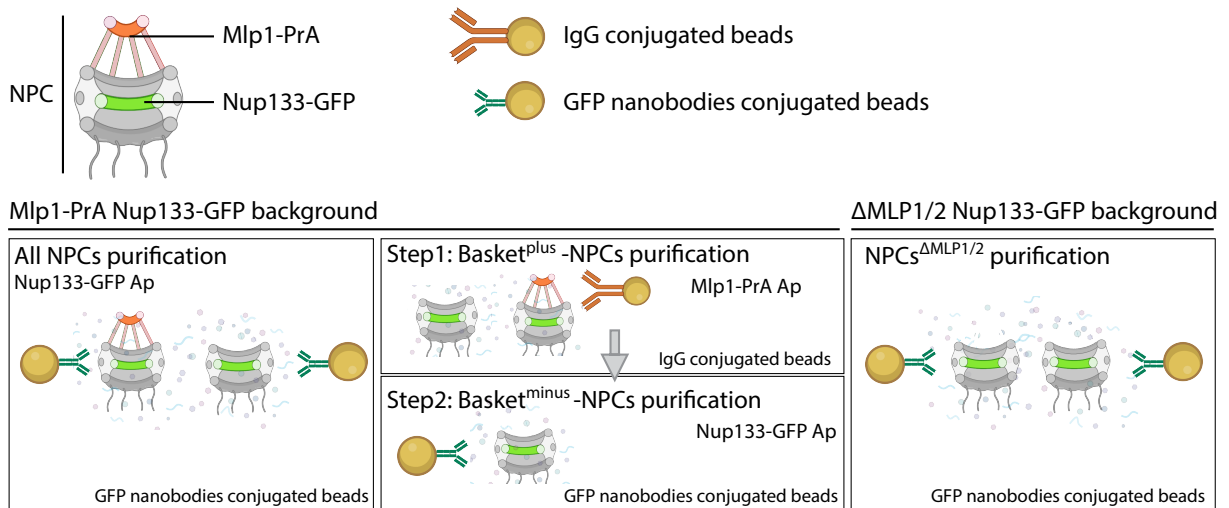 NPC
Mlp1-PrA
Nup133-GFP
IgG conjugated beads
GFP nanobodies conjugated beads
Mlp1-PrA Nup133-GFP background
ΔMLP1/2 Nup133-GFP background
All NPCs purification
Nup133-GFP Ap
GFP nanobodies conjugated beads
Step1: Basketplus -NPCs purification
Mlp1-PrA Ap
IgG conjugated beads
Step2: Basketminus -NPCs purification
Nup133-GFP Ap
GFP nanobodies conjugated beads
NPCsΔMLP1/2 purification
GFP nanobodies conjugated beads